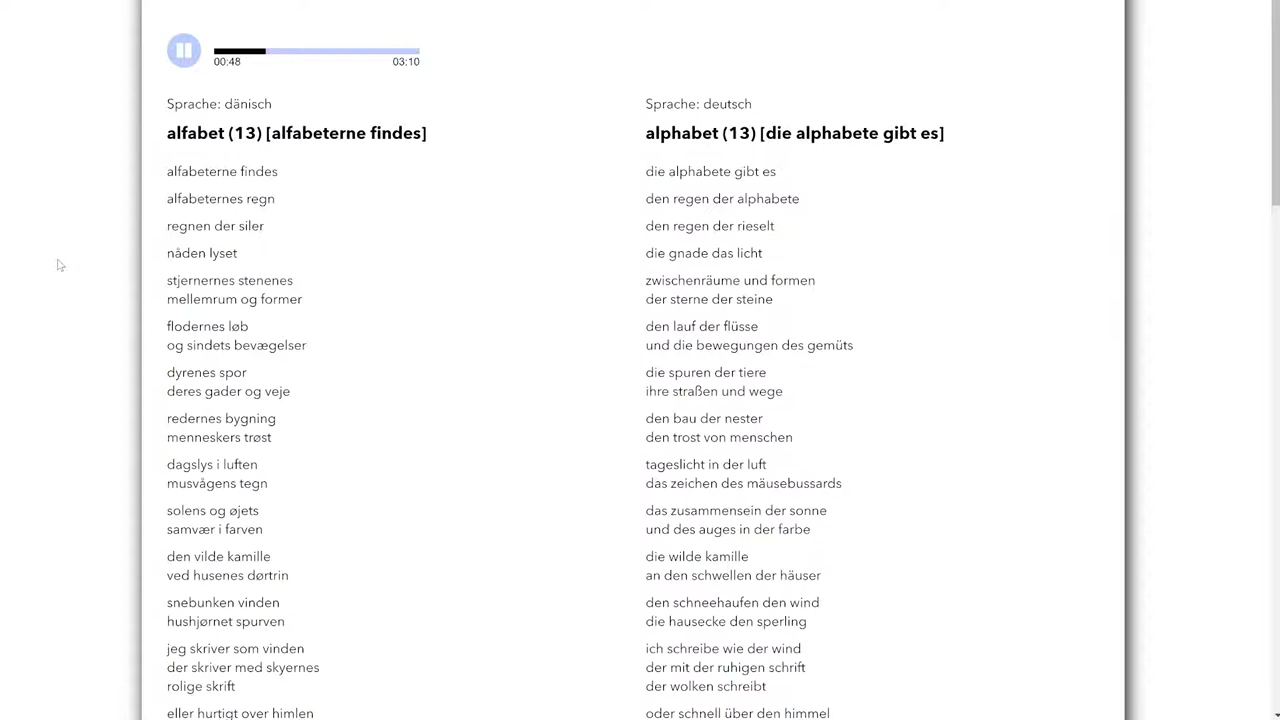 00:48
03:10
Sprache: dänisch
alfabet (13) [alfabeterne findes]
alfabeterne findes
alfabeternes regn
regnen der siler
nåden lyset
stjernernes stenenes
mellemrum og former
flodernes løb
og sindets bevægelser
dyrenes spor
deres gader og veje
redernes bygning
menneskers trøst
dagslys i luften
musvågens tegn
solens og øjets
samvær i farven
den vilde kamille
ved husenes dørtrin
snebunken vinden
hushjørnet spurven
jeg skriver som vinden
der skriver med skyernes
rolige skrift
eller hurtigt over himlen
Sprache: deutsch
alphabet (13) [die alphabete gibt es]
die alphabete gibt es
den regen der alphabete
den regen der rieselt
die gnade das licht
zwischenräume und formen
der sterne der steine
den lauf der flüsse
und die bewegungen des gemüts
die spuren der tiere
ihre straßen und wege
den bau der nester
den trost von menschen
tageslicht in der luft
das zeichen des mäusebussards
das zusammensein der sonne
und des auges in der farbe
die wilde kamille
an den schwellen der häuser
den schneehaufen den wind
die hausecke den sperling
ich schreibe wie der wind
der mit der ruhigen schrift
der wolken schreibt
oder schnell über den himmel